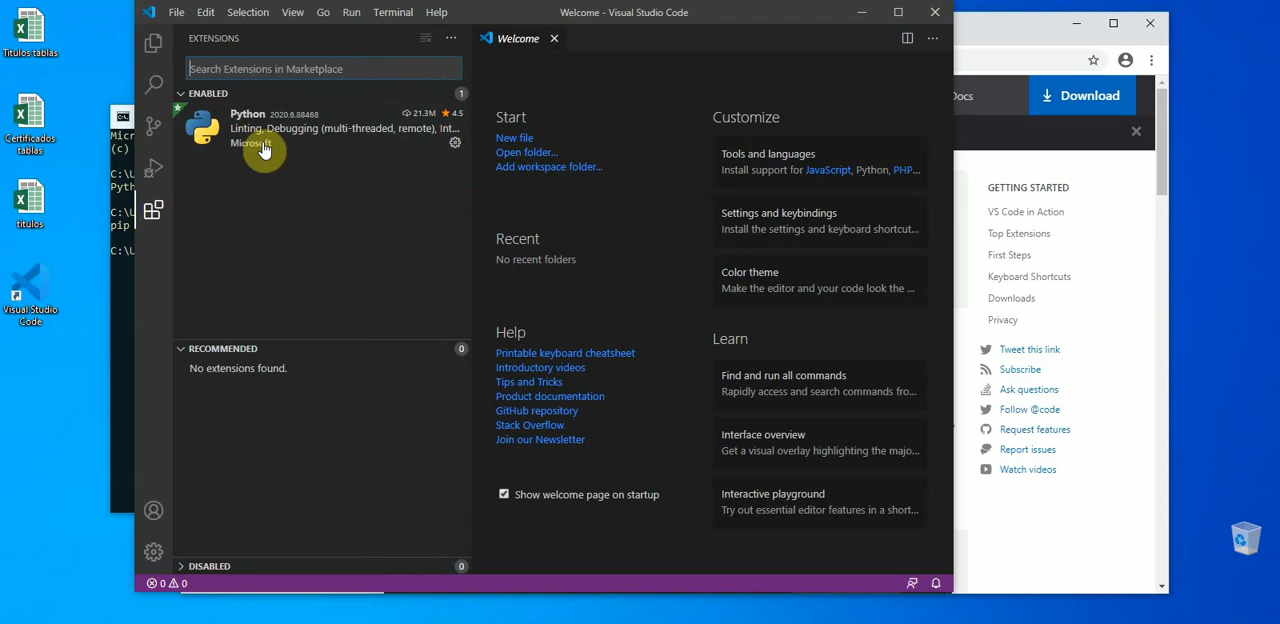 Titulos tablas
Certificados
tablas
titulos
Visual Studio
Code
Micr
(c)
C:\U
Pyth
C:\U
pip
C:\U
File Edit Selection View Go Run Terminal Help
Welcome - Visual Studio Code
EXTENSIONS
Search Extensions in Marketplace
ENABLED 1
Python 2020.6.88468 21.3M 4.5
Linting, Debugging (multi-threaded, remote), Int...
Microsoft
RECOMMENDED 0
No extensions found.
DISABLED 0
0 0
Welcome
Start
New file
Open folder...
Add workspace folder...
Recent
No recent folders
Help
Printable keyboard cheatsheet
Introductory videos
Tips and Tricks
Product documentation
GitHub repository
Stack Overflow
Join our Newsletter
Show welcome page on startup
Customize
Tools and languages
Install support for JavaScript, Python, PHP...
Settings and keybindings
Install the settings and keyboard shortcut...
Color theme
Make the editor and your code look the ...
Learn
Find and run all commands
Rapidly access and search commands fro...
Interface overview
Get a visual overlay highlighting the majo...
Interactive playground
Try out essential editor features in a short...
Docs
Download
GETTING STARTED
VS Code in Action
Top Extensions
First Steps
Keyboard Shortcuts
Downloads
Privacy
Tweet this link
Subscribe
Ask questions
Follow @code
Request features
Report issues
Watch videos